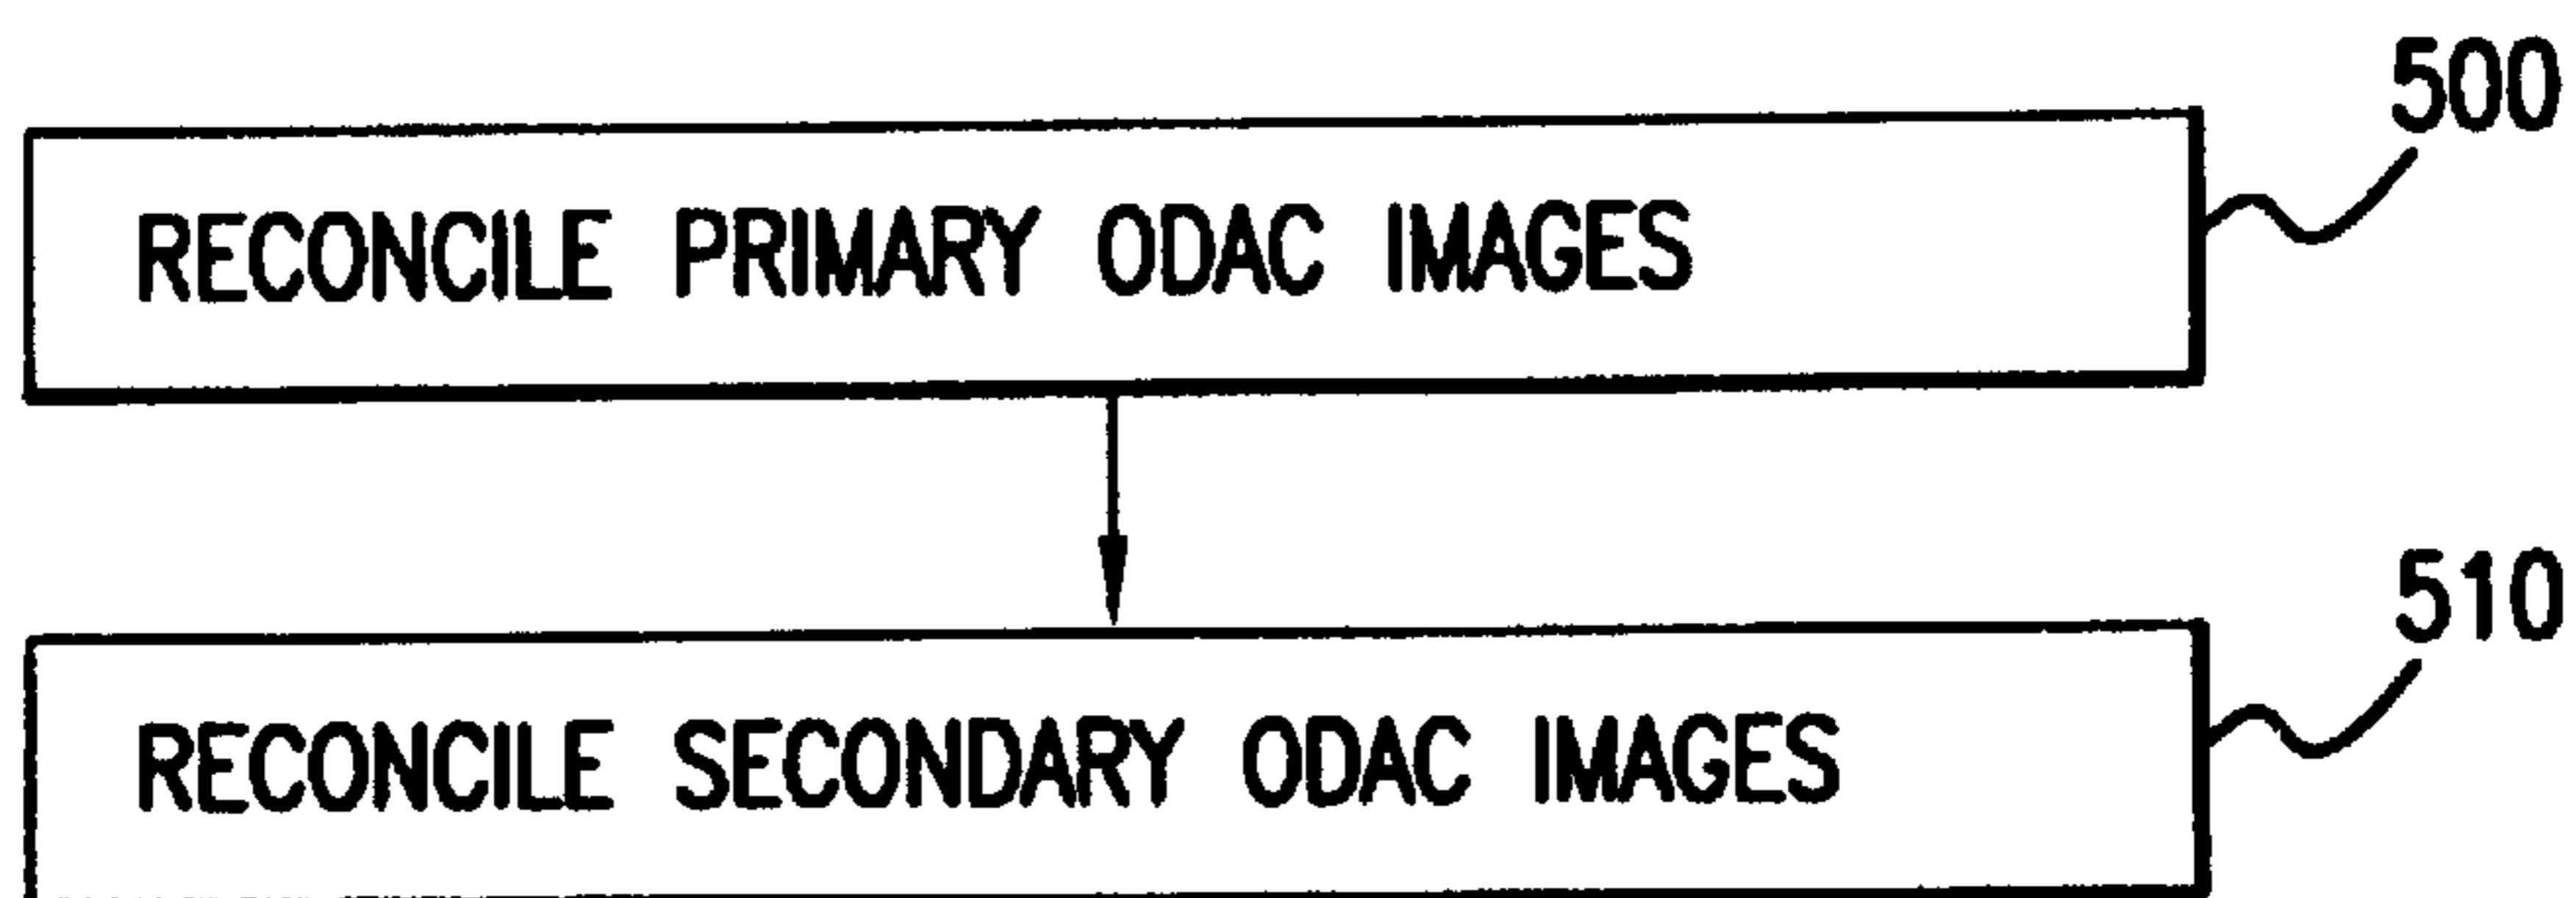 500
RECONCILE PRIMARY ODAC IMAGES
510
RECONCILE SECONDARY ODAC IMAGES